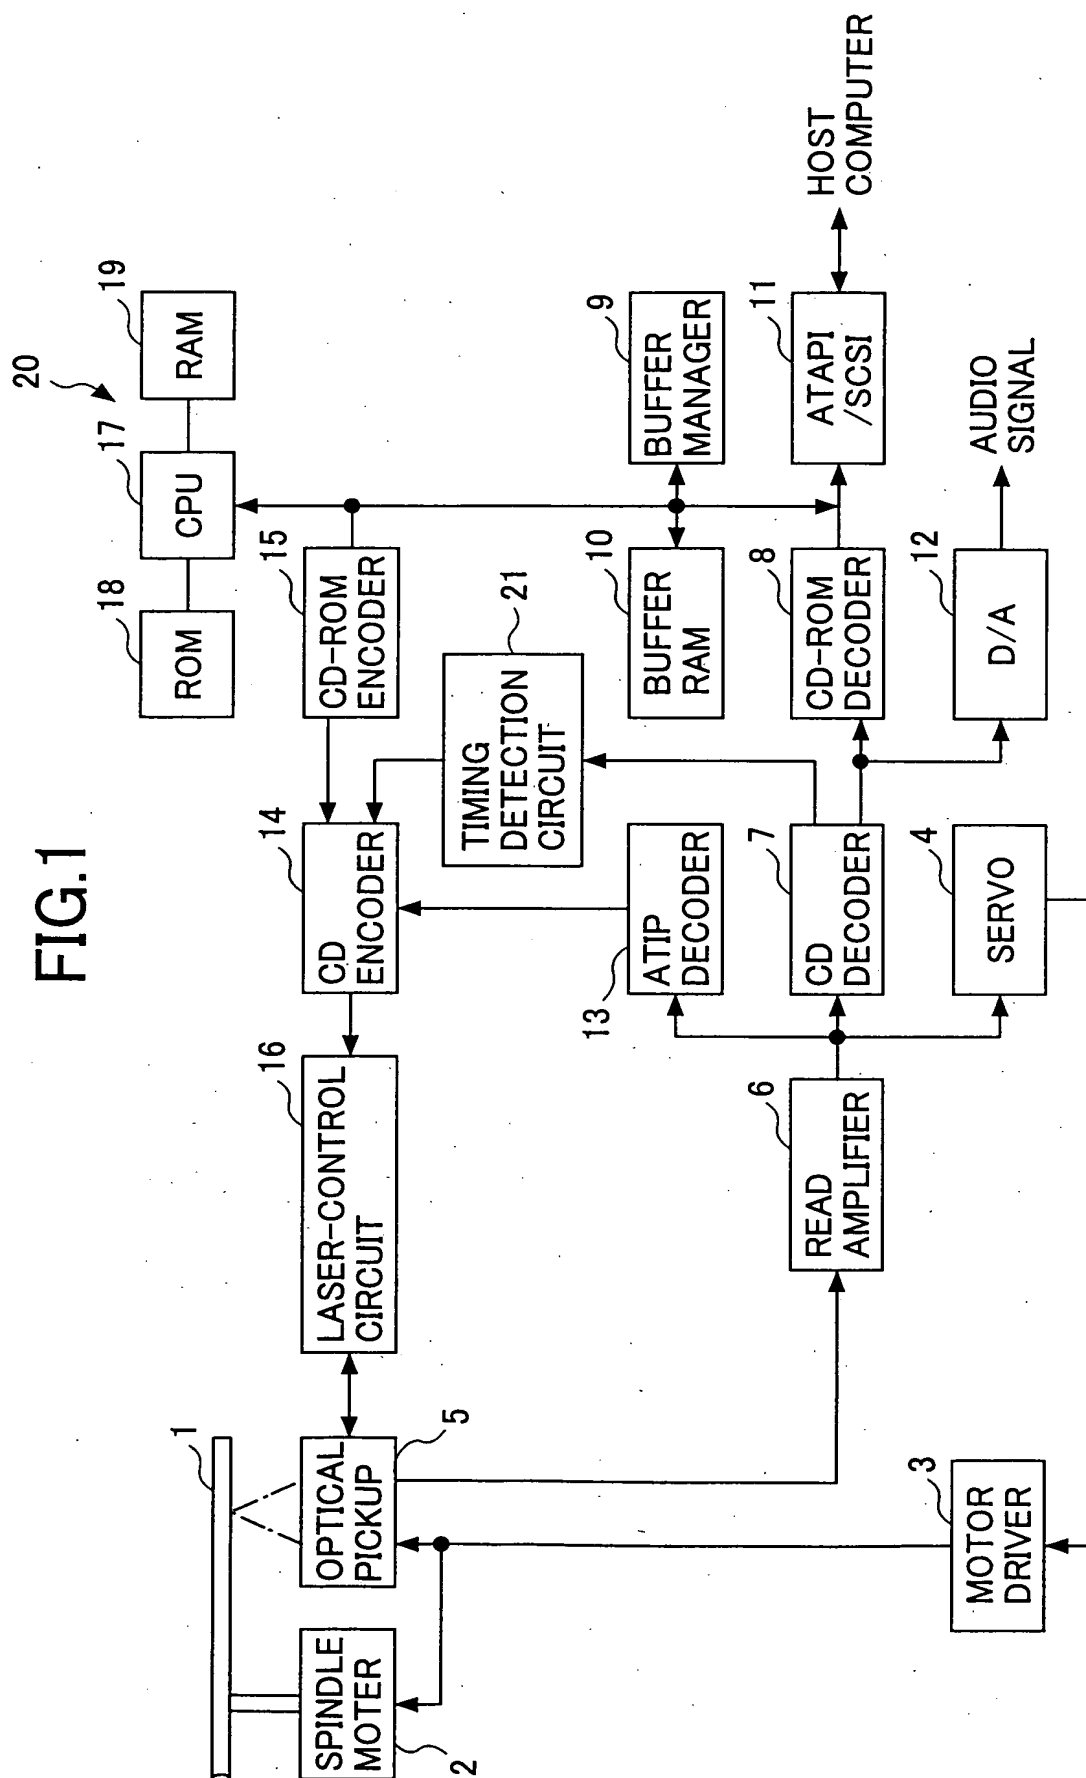 FIG.1
1
SPINDLE
MOTER
2
OPTICAL
PICKUP
5
LASER-CONTROL
CIRCUIT
16
CD
ENCODER
14
CD-ROM
ENCODER
15
ROM
18
CPU
17
RAM
19
20
TIMING
DETECTION
CIRCUIT
21
ATIP
DECODER
13
BUFFER
RAM
10
BUFFER
MANAGER
9
READ
AMPLIFIER
6
CD
DECODER
7
CD-ROM
DECODER
8
ATAPI
/SCSI
11
HOST
COMPUTER
MOTOR
DRIVER
3
SERVO
4
D/A
12
AUDIO
SIGNAL